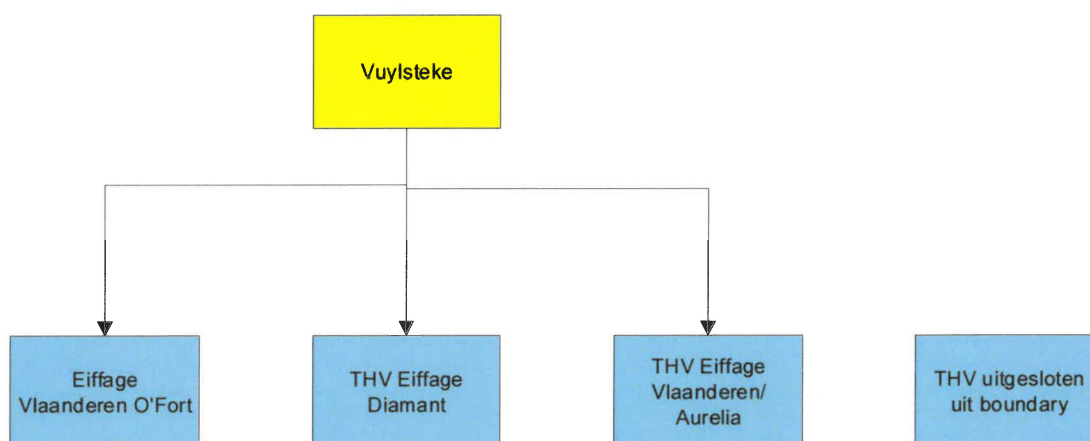 Vuylsteke
Eiffage
Vlaanderen O'Fort
THV Eiffage
Diamant
THV Eiffage
Vlaanderen/
Aurelia
THV uitgesloten
uit boundary